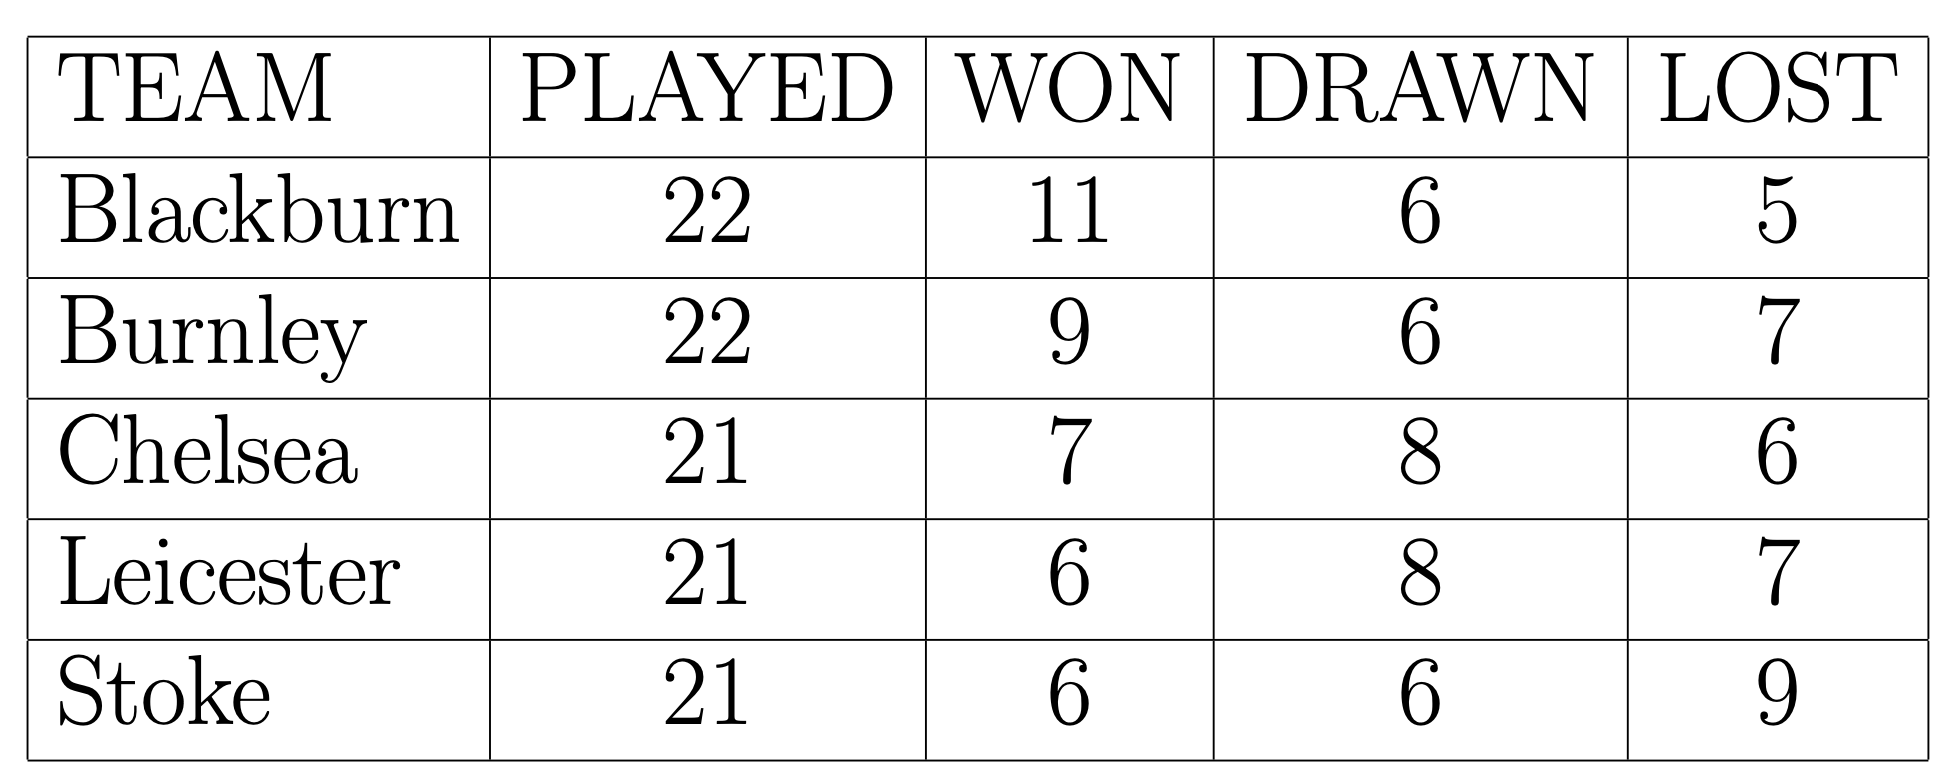 TEAM PLAYED WON DRAWN LOST
Blackburn 22 11 6 5
Burnley 22 9 6 7
Chelsea 21 7 8 6
Leicester 21 6 8 7
Stoke 21 6 6 9